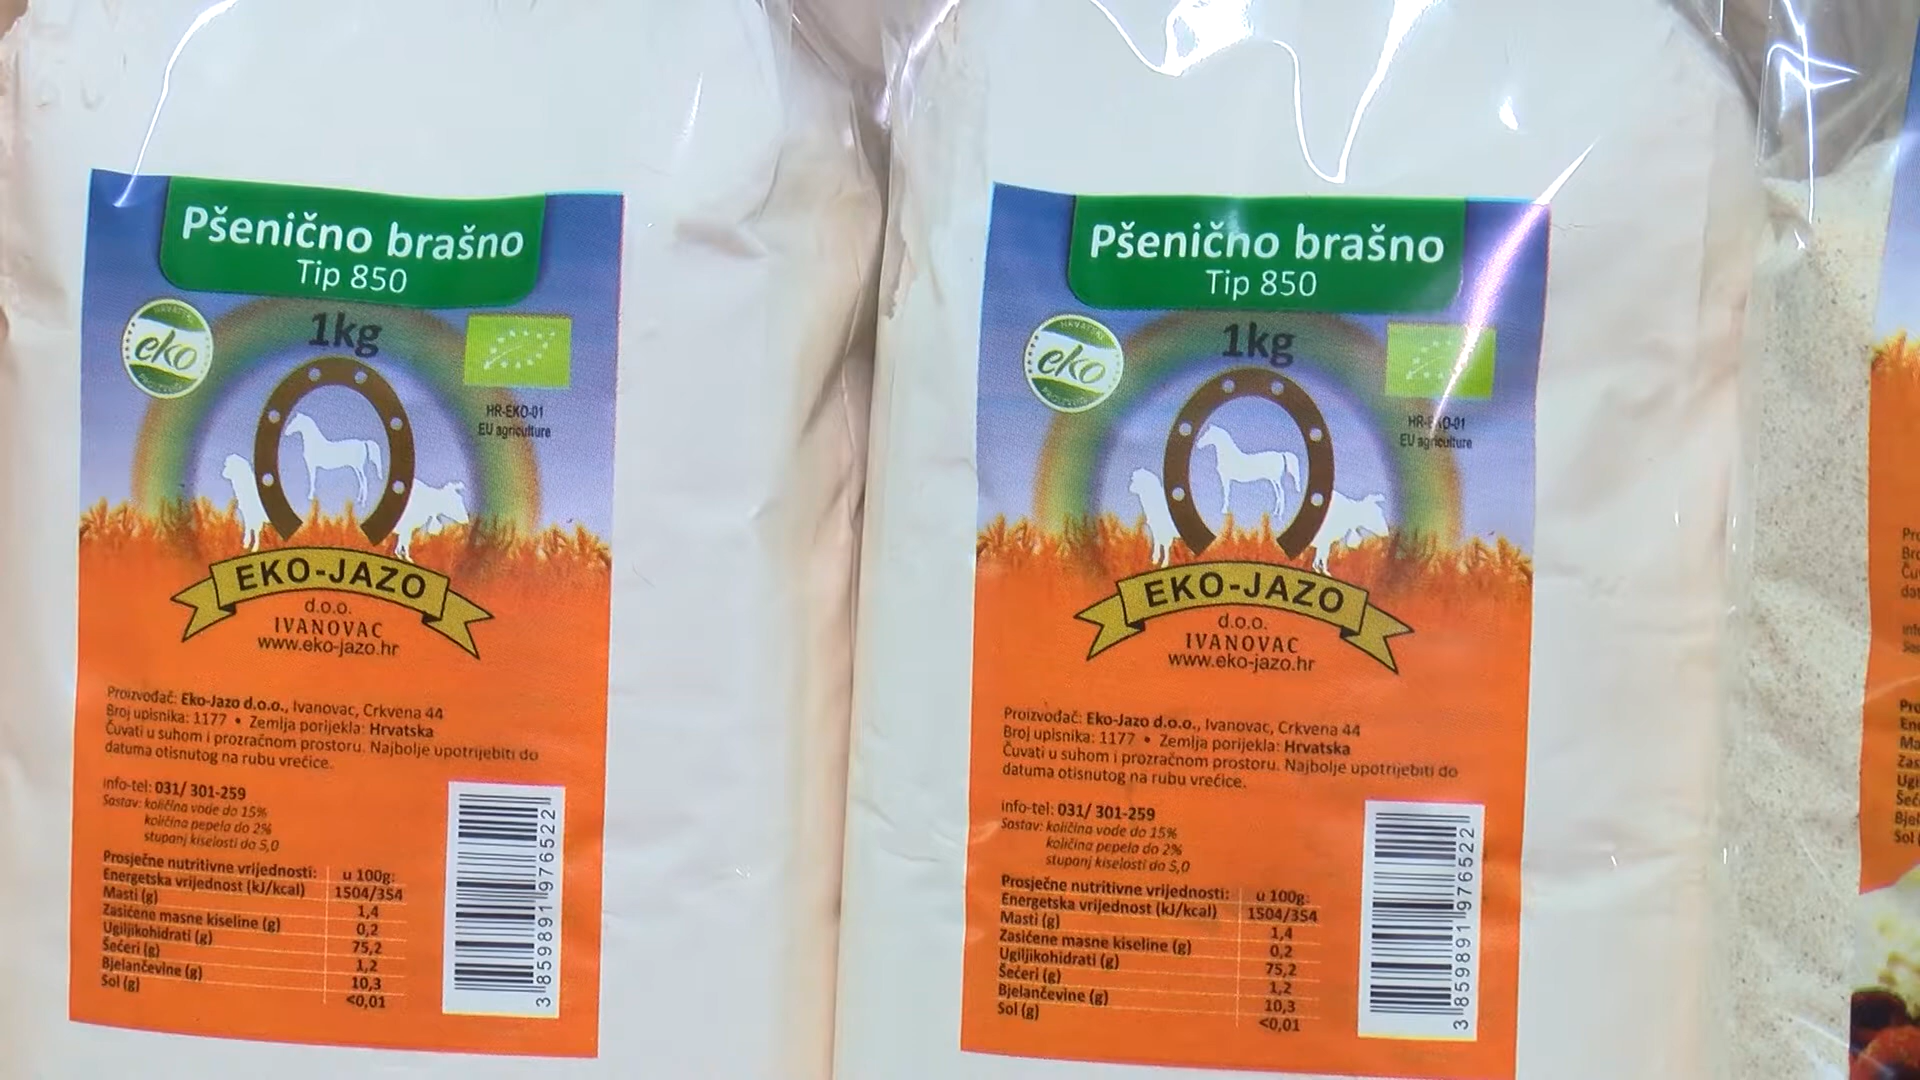 Pšenično brašno
Tip 850
1kg
HRVATSKI
eko
PROIZVOD
HR-EKO-01
EU agriculture
EKO-JAZO
d.o.o.
IVANOVAC
www.eko-jazo.hr
Proizvođač: Eko-Jazo d.o.o., Ivanovac, Crkvena 44
Broj upisnika: 1177 • Zemlja porijekla: Hrvatska
Čuvati u suhom i prozračnom prostoru. Najbolje upotrijebiti do
datuma otisnutog na rubu vrećice.
info-tel: 031/ 301-259
Sastav: količina vode do 15%
količina pepela do 2%
stupanj kiselosti do 5,0
Prosječne nutritivne vrijednosti: u 100g:
Energetska vrijednost (kJ/kcal) 1504/354
Masti (g) 1,4
Zasićene masne kiseline (g) 0,2
Ugiljikohidrati (g) 75,2
Šećeri (g) 1,2
Bjelančevine (g) 10,3
Sol (g) <0,01
3 859891 976522
Pšenično brašno
Tip 850
1kg
eko
HR-EKO-01
EU agriculture
EKO-JAZO
d.o.o.
IVANOVAC
www.eko-jazo.hr
Proizvođač: Eko-Jazo d.o.o., Ivanovac, Crkvena 44
Broj upisnika: 1177 • Zemlja porijekla: Hrvatska
Čuvati u suhom i prozračnom prostoru. Najbolje upotrijebiti do
datuma otisnutog na rubu vrećice.
info-tel: 031/ 301-259
Sastav: količina vode do 15%
količina pepela do 2%
stupanj kiselosti do 5,0
Prosječne nutritivne vrijednosti: u 100g:
Energetska vrijednost (kJ/kcal) 1504/354
Masti (g) 1,4
Zasićene masne kiseline (g) 0,2
Ugiljikohidrati (g) 75,2
Šećeri (g) 1,2
Bjelančevine (g) 10,3
Sol (g) <0,01
3 859891 976522
Sol